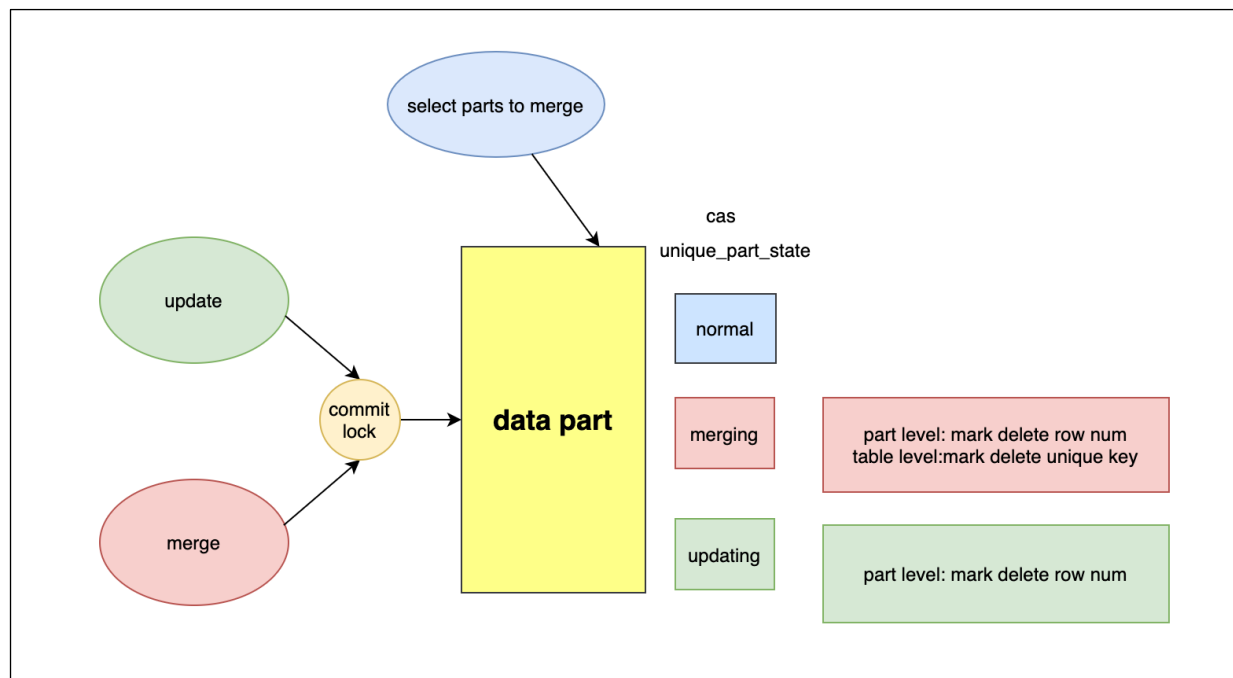 select parts to merge
cas
unique_part_state
update
normal
commit
lock
data part
merging
part level: mark delete row num
table level:mark delete unique key
merge
updating
part level: mark delete row num